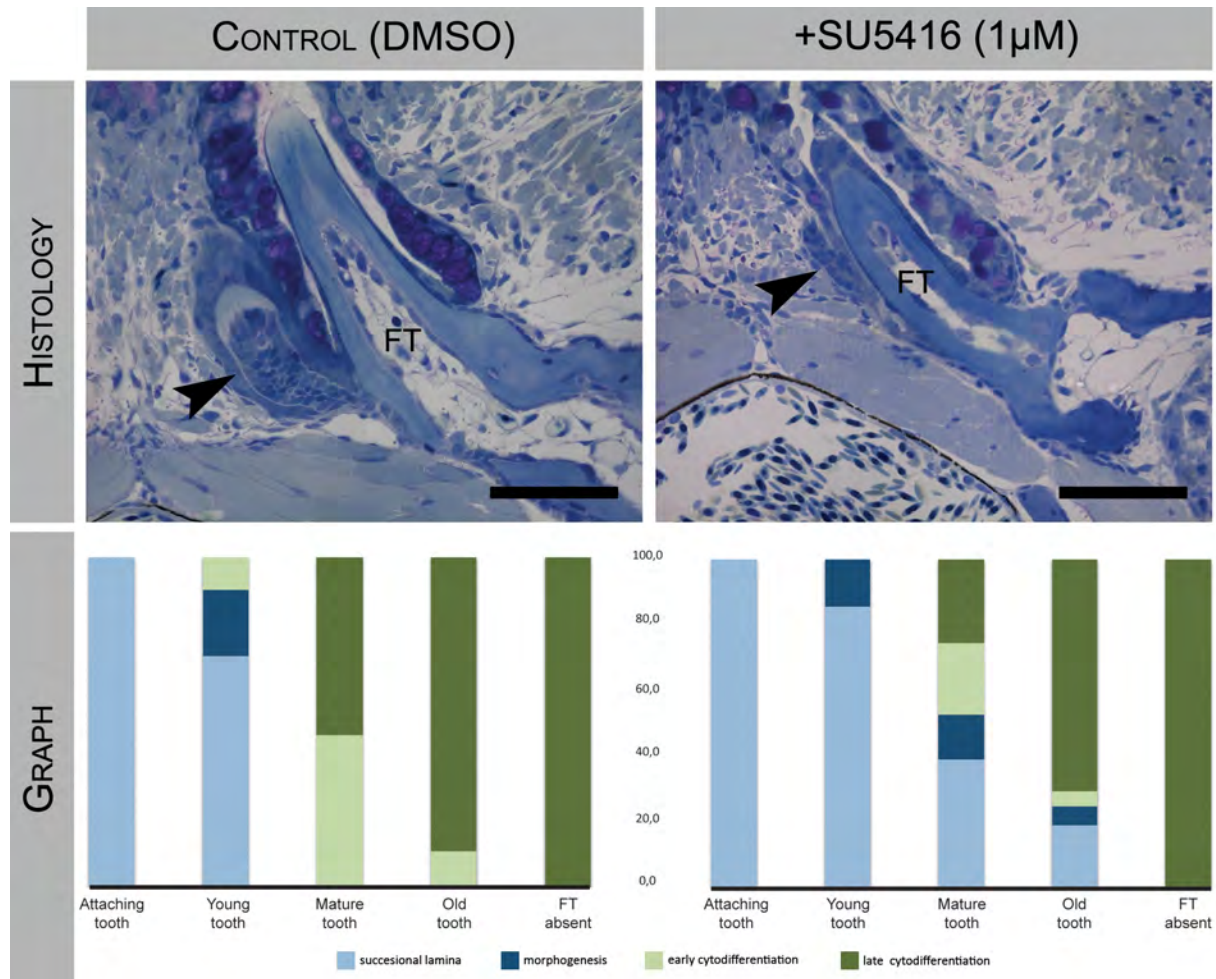 CONTROL (DMSO)
+SU5416 (1µM)
HISTOLOGY
FT
FT
GRAPH
100,0
80,0
60,0
40,0
20,0
0,0
Attaching tooth
Young tooth
Mature tooth
Old tooth
FT absent
Attaching tooth
Young tooth
Mature tooth
Old tooth
FT absent
succesional lamina
morphogenesis
early cytodifferentiation
late cytodifferentiation